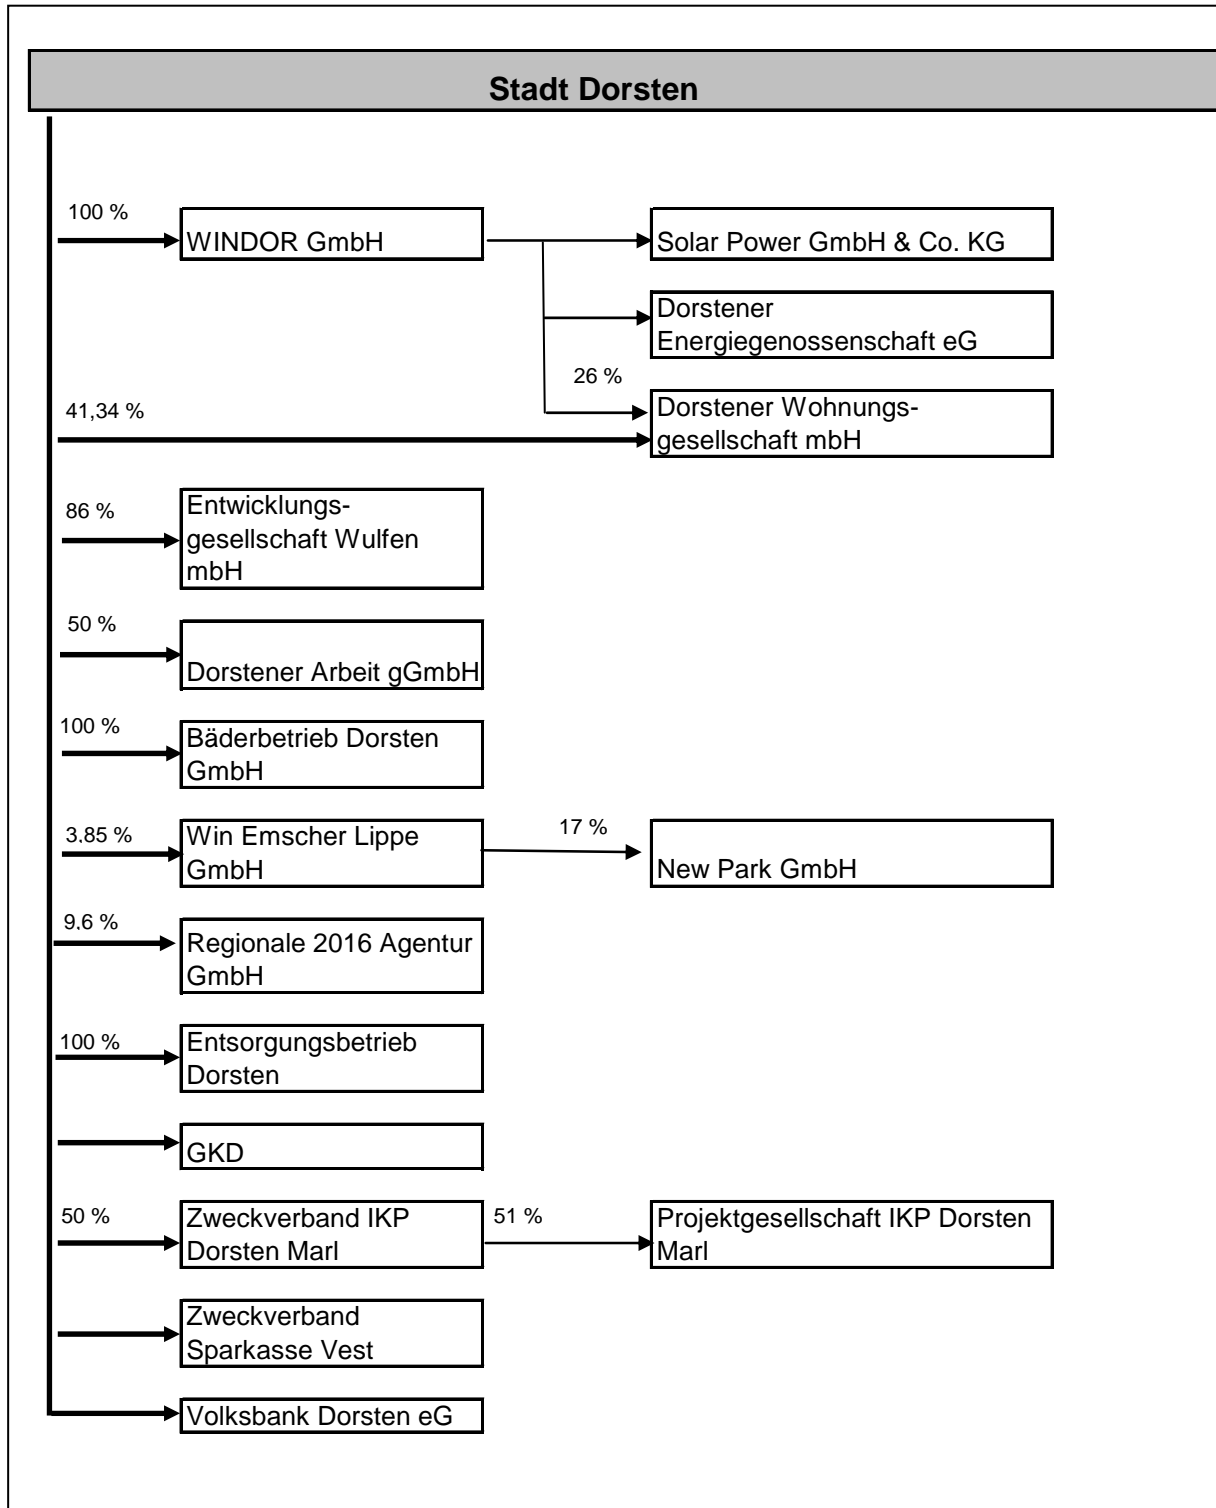 Stadt Dorsten
100 %
WINDOR GmbH
Solar Power GmbH & Co. KG
Dorstener
Energiegenossenschaft eG
26 %
41,34 %
Dorstener Wohnungs-
gesellschaft mbH
86 %
Entwicklungs-
gesellschaft Wulfen
mbH
50 %
Dorstener Arbeit gGmbH
100 %
Bäderbetrieb Dorsten
GmbH
3,85 %
Win Emscher Lippe
GmbH
17 %
New Park GmbH
9,6 %
Regionale 2016 Agentur
GmbH
100 %
Entsorgungsbetrieb
Dorsten
GKD
50 %
Zweckverband IKP
Dorsten Marl
51 %
Projektgesellschaft IKP Dorsten
Marl
Zweckverband
Sparkasse Vest
Volksbank Dorsten eG